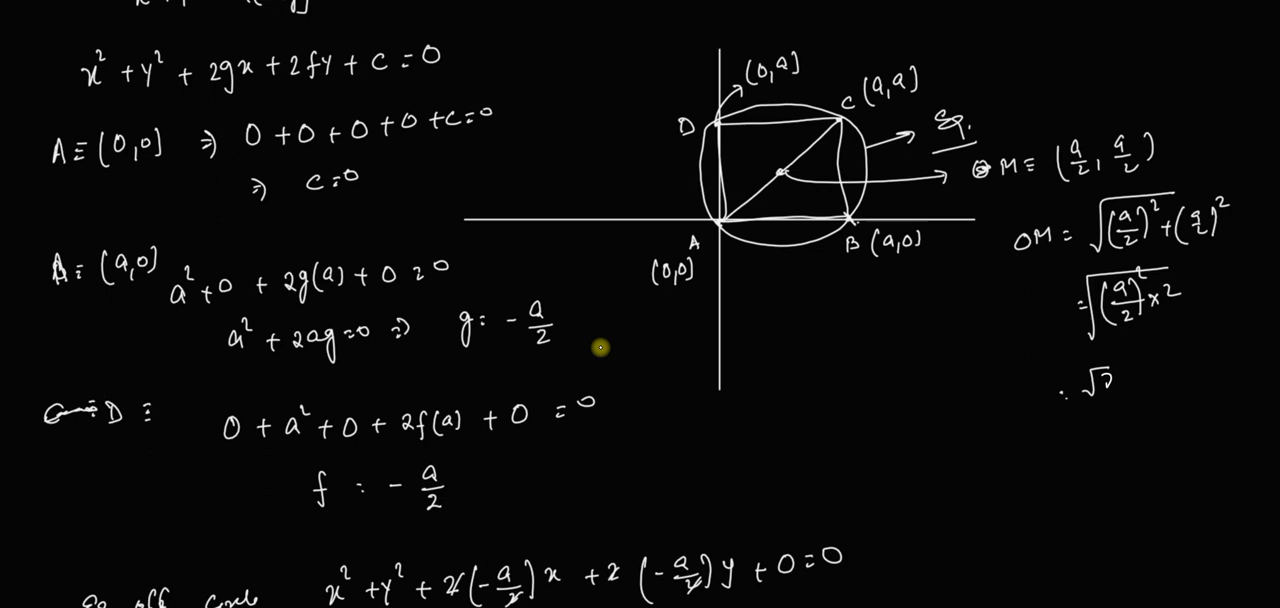 x² + y² + 2gx + 2fy + c = 0
A ≡ (0,0) ⇒ 0 + 0 + 0 + 0 + c = 0
⇒ c = 0
B ≡ (a,0) a² + 0 + 2g(a) + 0 = 0
a² + 2ag = 0 ⇒ g = - a/2
D ≡ 0 + a² + 0 + 2f(a) + 0 = 0
f = - a/2
x² + y² + 2(-a/2)x + 2(-a/2)y + 0 = 0
(0,a)
D
C (a,a)
Eq.
A
(0,0)
B (a,0)
M ≡ (a/2, a/2)
OM = √((a/2)² + (a/2)²
= √((a/2)² × 2
: √2